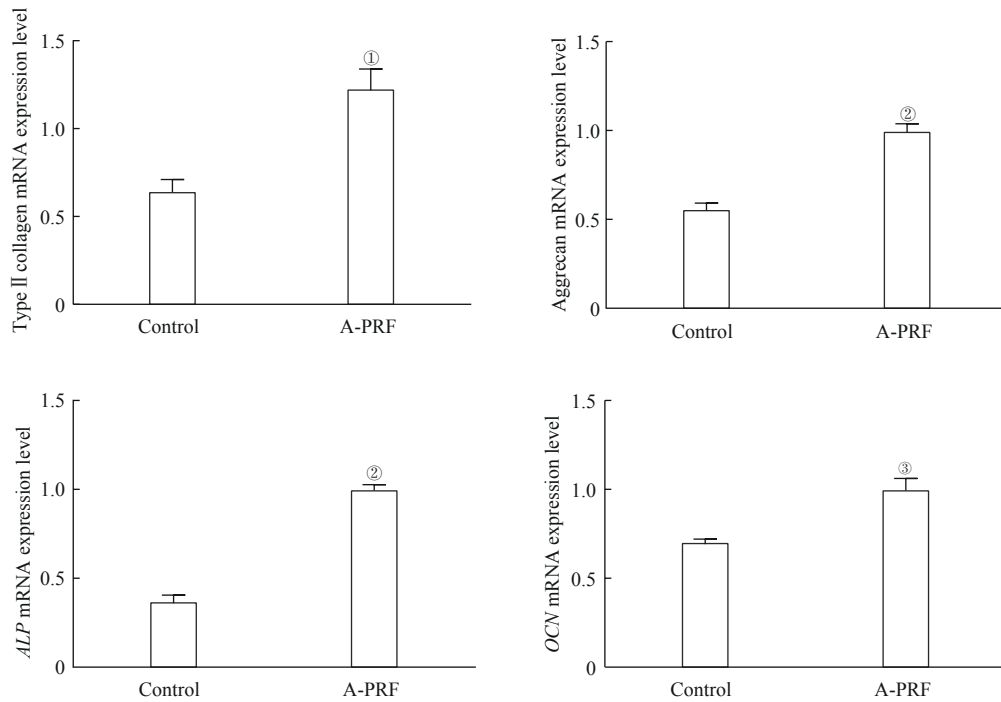 Type Ⅱ collagen mRNA expression level
1.5
1.0
0.5
0
①
Control
A-PRF
Aggrecan mRNA expression level
1.5
1.0
0.5
0
②
Control
A-PRF
ALP mRNA expression level
1.5
1.0
0.5
0
②
Control
A-PRF
OCN mRNA expression level
1.5
1.0
0.5
0
③
Control
A-PRF